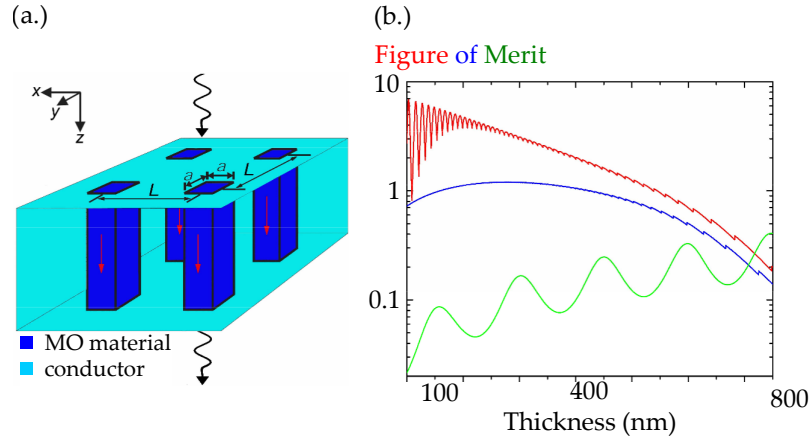 (a.)
x
y
z
a
a
L
L
MO material
conductor
(b.)
Figure of Merit
10
1
0.1
100
400
800
Thickness (nm)